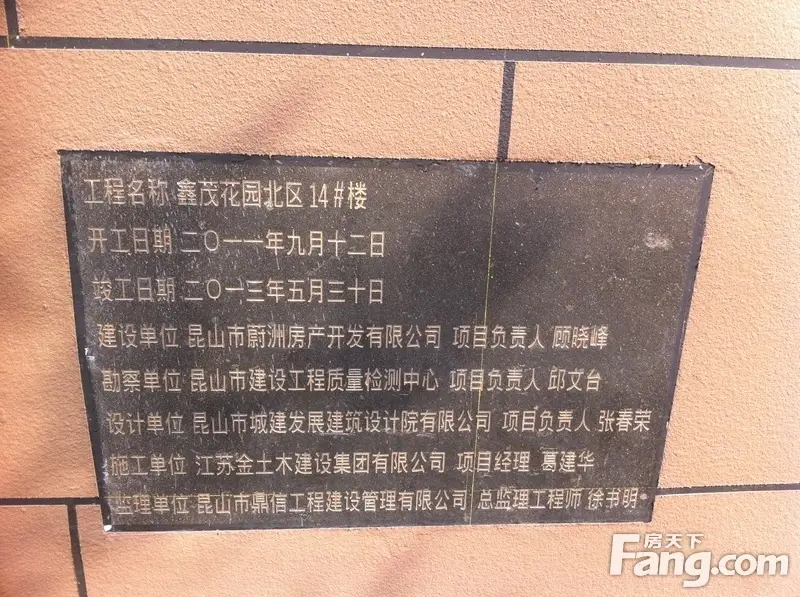 工程名称 鑫茂花园北区14#楼
开工日期 二〇一一年九月十二日
竣工日期 二〇一三年五月三十日
建设单位 昆山市蔚洲房产开发有限公司 项目负责人 顾晓峰
勘察单位 昆山市建设工程质量检测中心 项目负责人 邱文台
设计单位 昆山市城建发展建筑设计院有限公司 项目负责人 张春荣
施工单位 江苏金土木建设集团有限公司 项目经理 葛建华
监理单位 昆山市鼎信工程建设管理有限公司 总监理工程师 徐书明
房天下
Fang.com